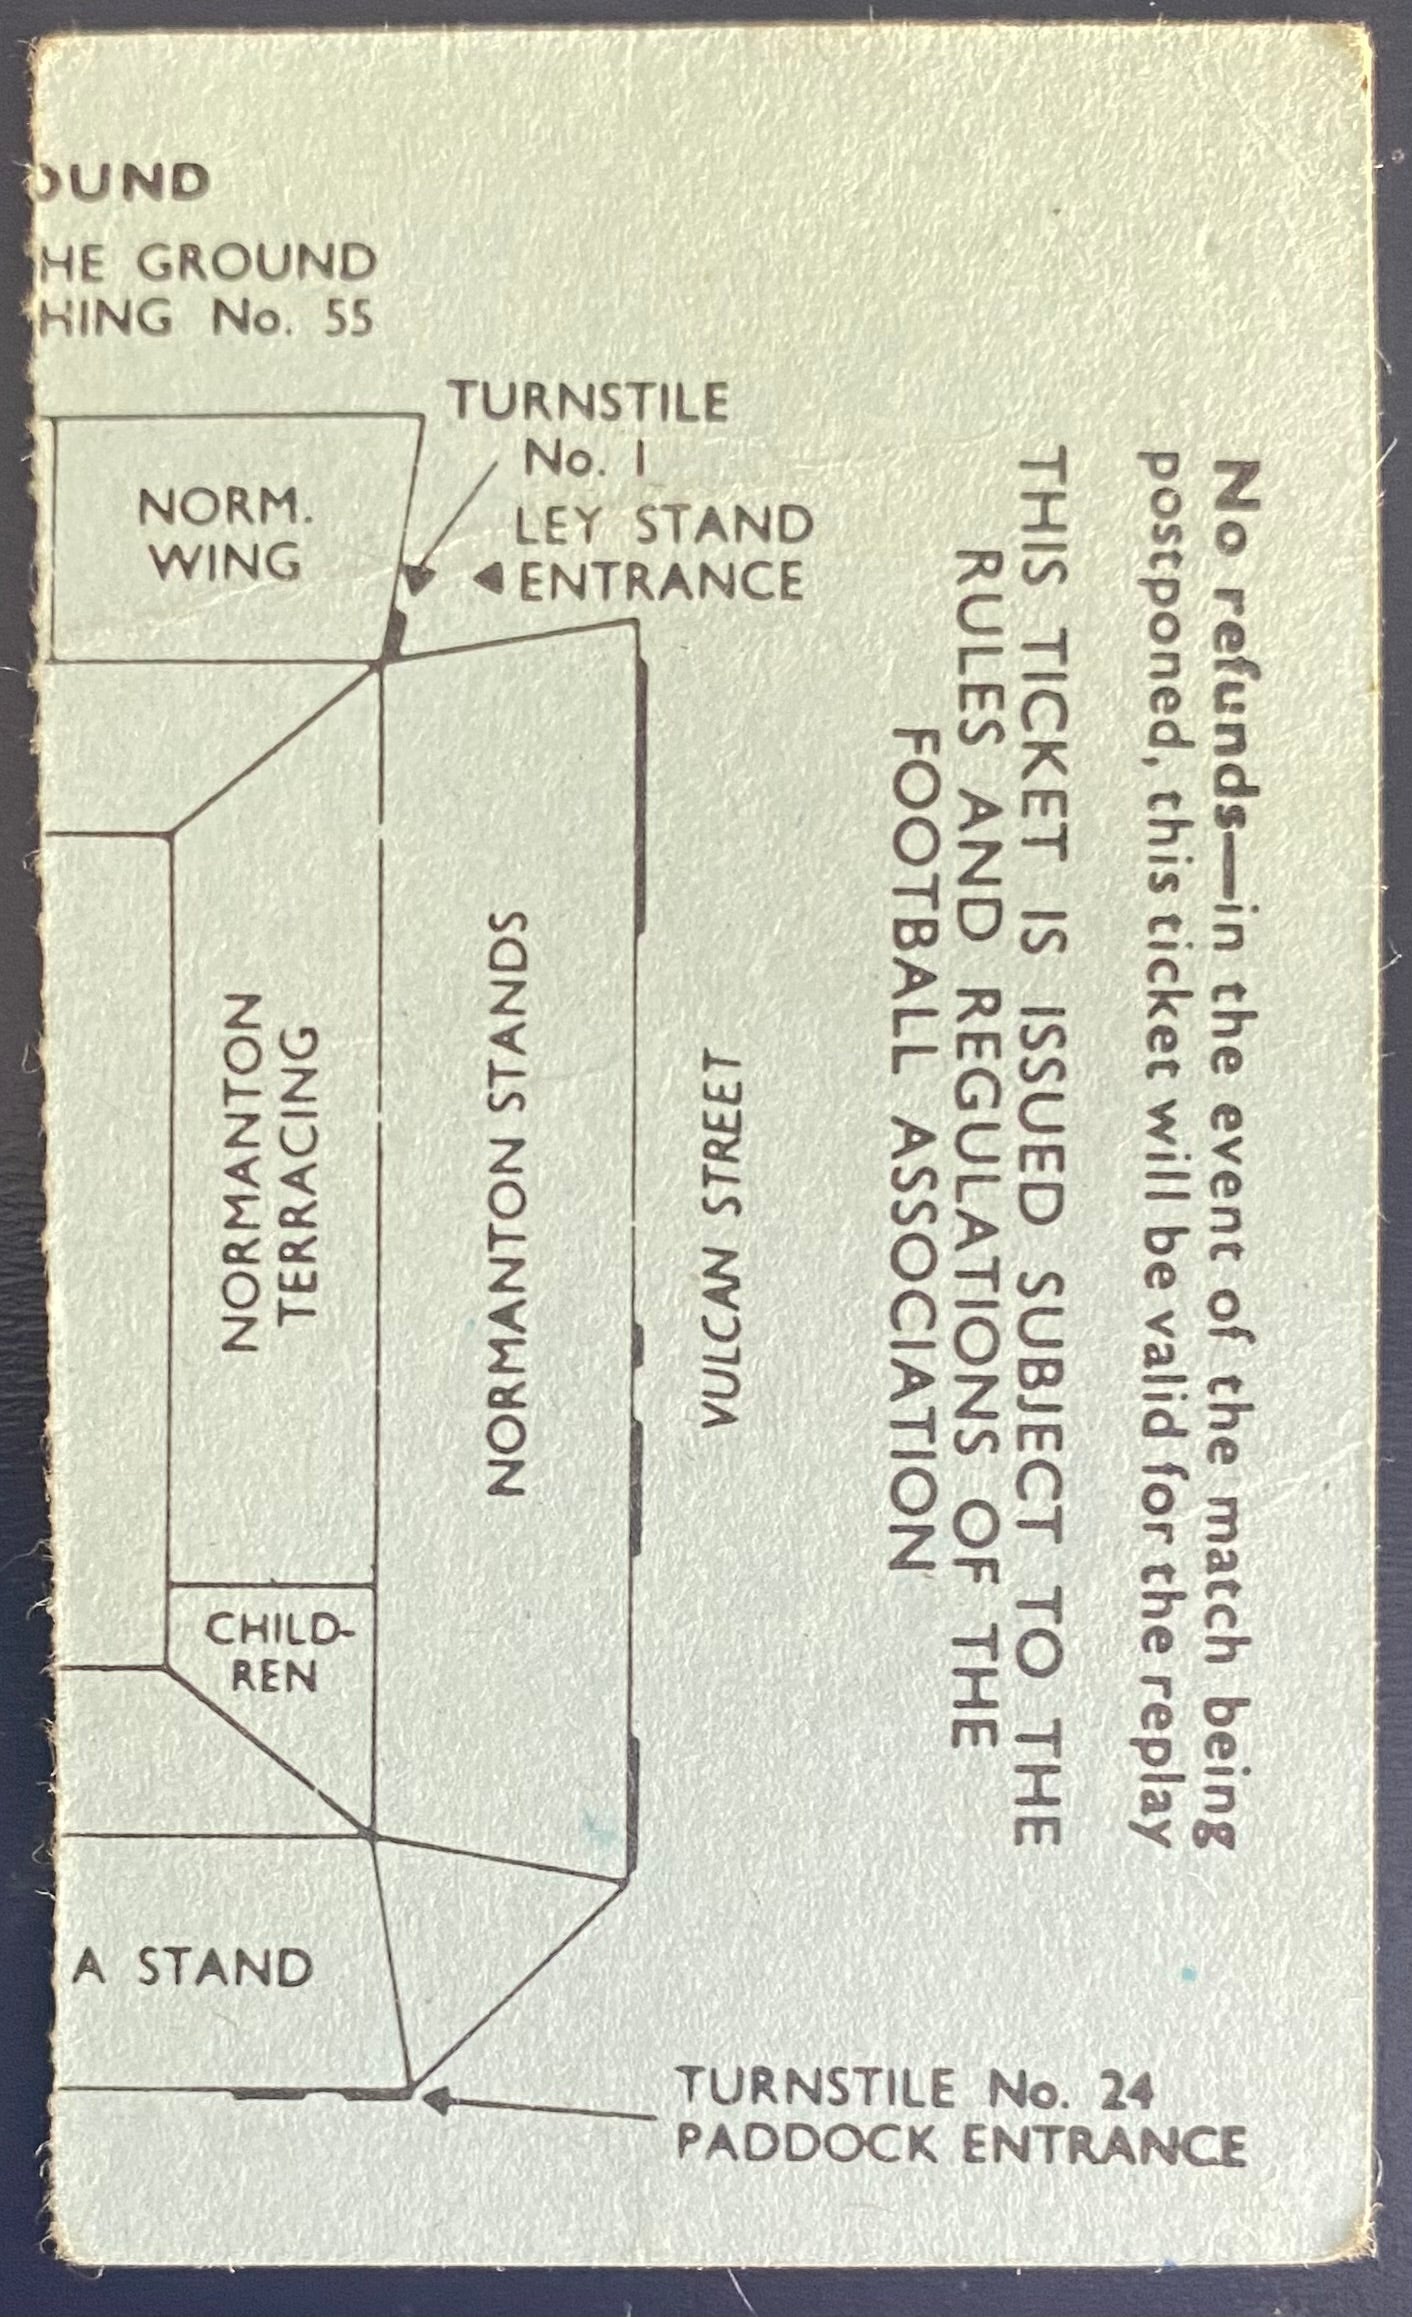 OUND
HE GROUND
HING No. 55
TURNSTILE
No. 1
LEY STAND
ENTRANCE
NORM.
WING
NORMANTON
TERRACING
NORMANTON STANDS
VULCAN STREET
CHILD-
REN
A STAND
TURNSTILE No. 24
PADDOCK ENTRANCE
No refunds—in the event of the match being
postponed, this ticket will be valid for the replay
THIS TICKET IS ISSUED SUBJECT TO THE
RULES AND REGULATIONS OF THE
FOOTBALL ASSOCIATION